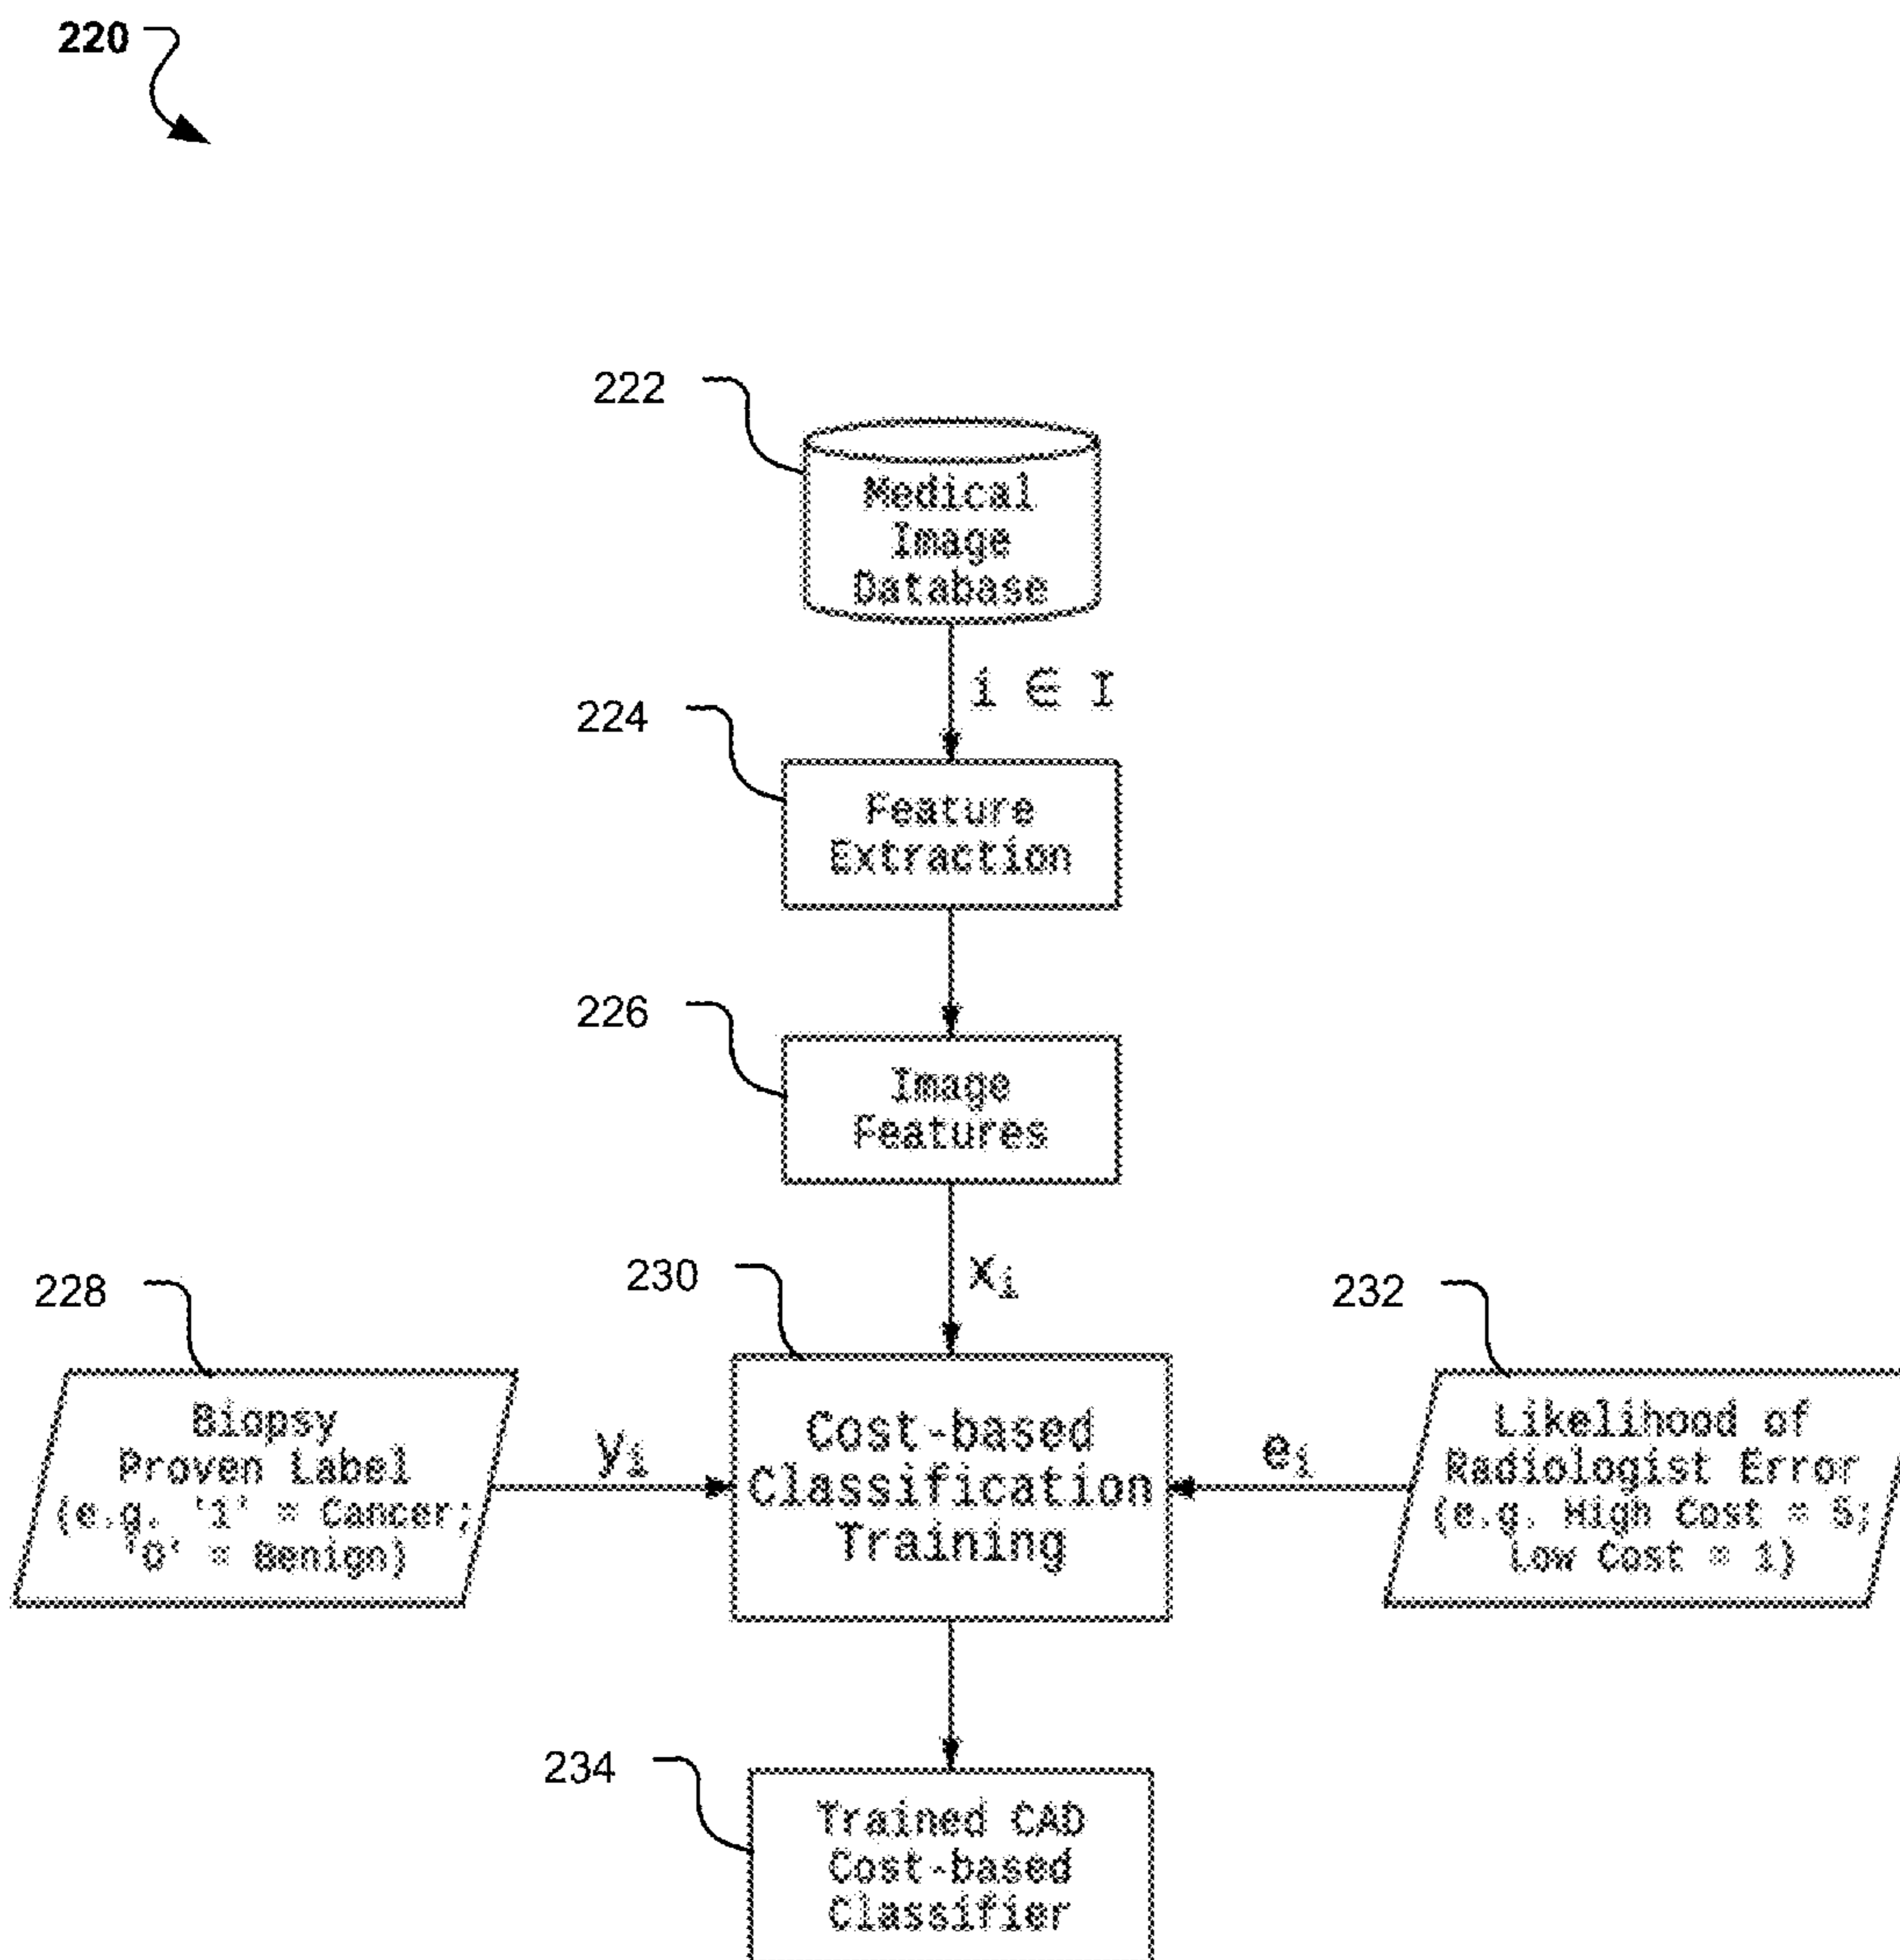 220
222
Medical
Image
Database
i ∈ I
224
Feature
Extraction
226
Image
Features
xi
228
Biopsy
Proven Label
(e.g. '1' = Cancer;
'0' = Benign)
yi
230
Cost-based
Classification
Training
ei
232
Likelihood of
Radiologist Error
(e.g. High Cost = 5;
Low Cost = 1)
234
Trained CAD
Cost-based
Classifier